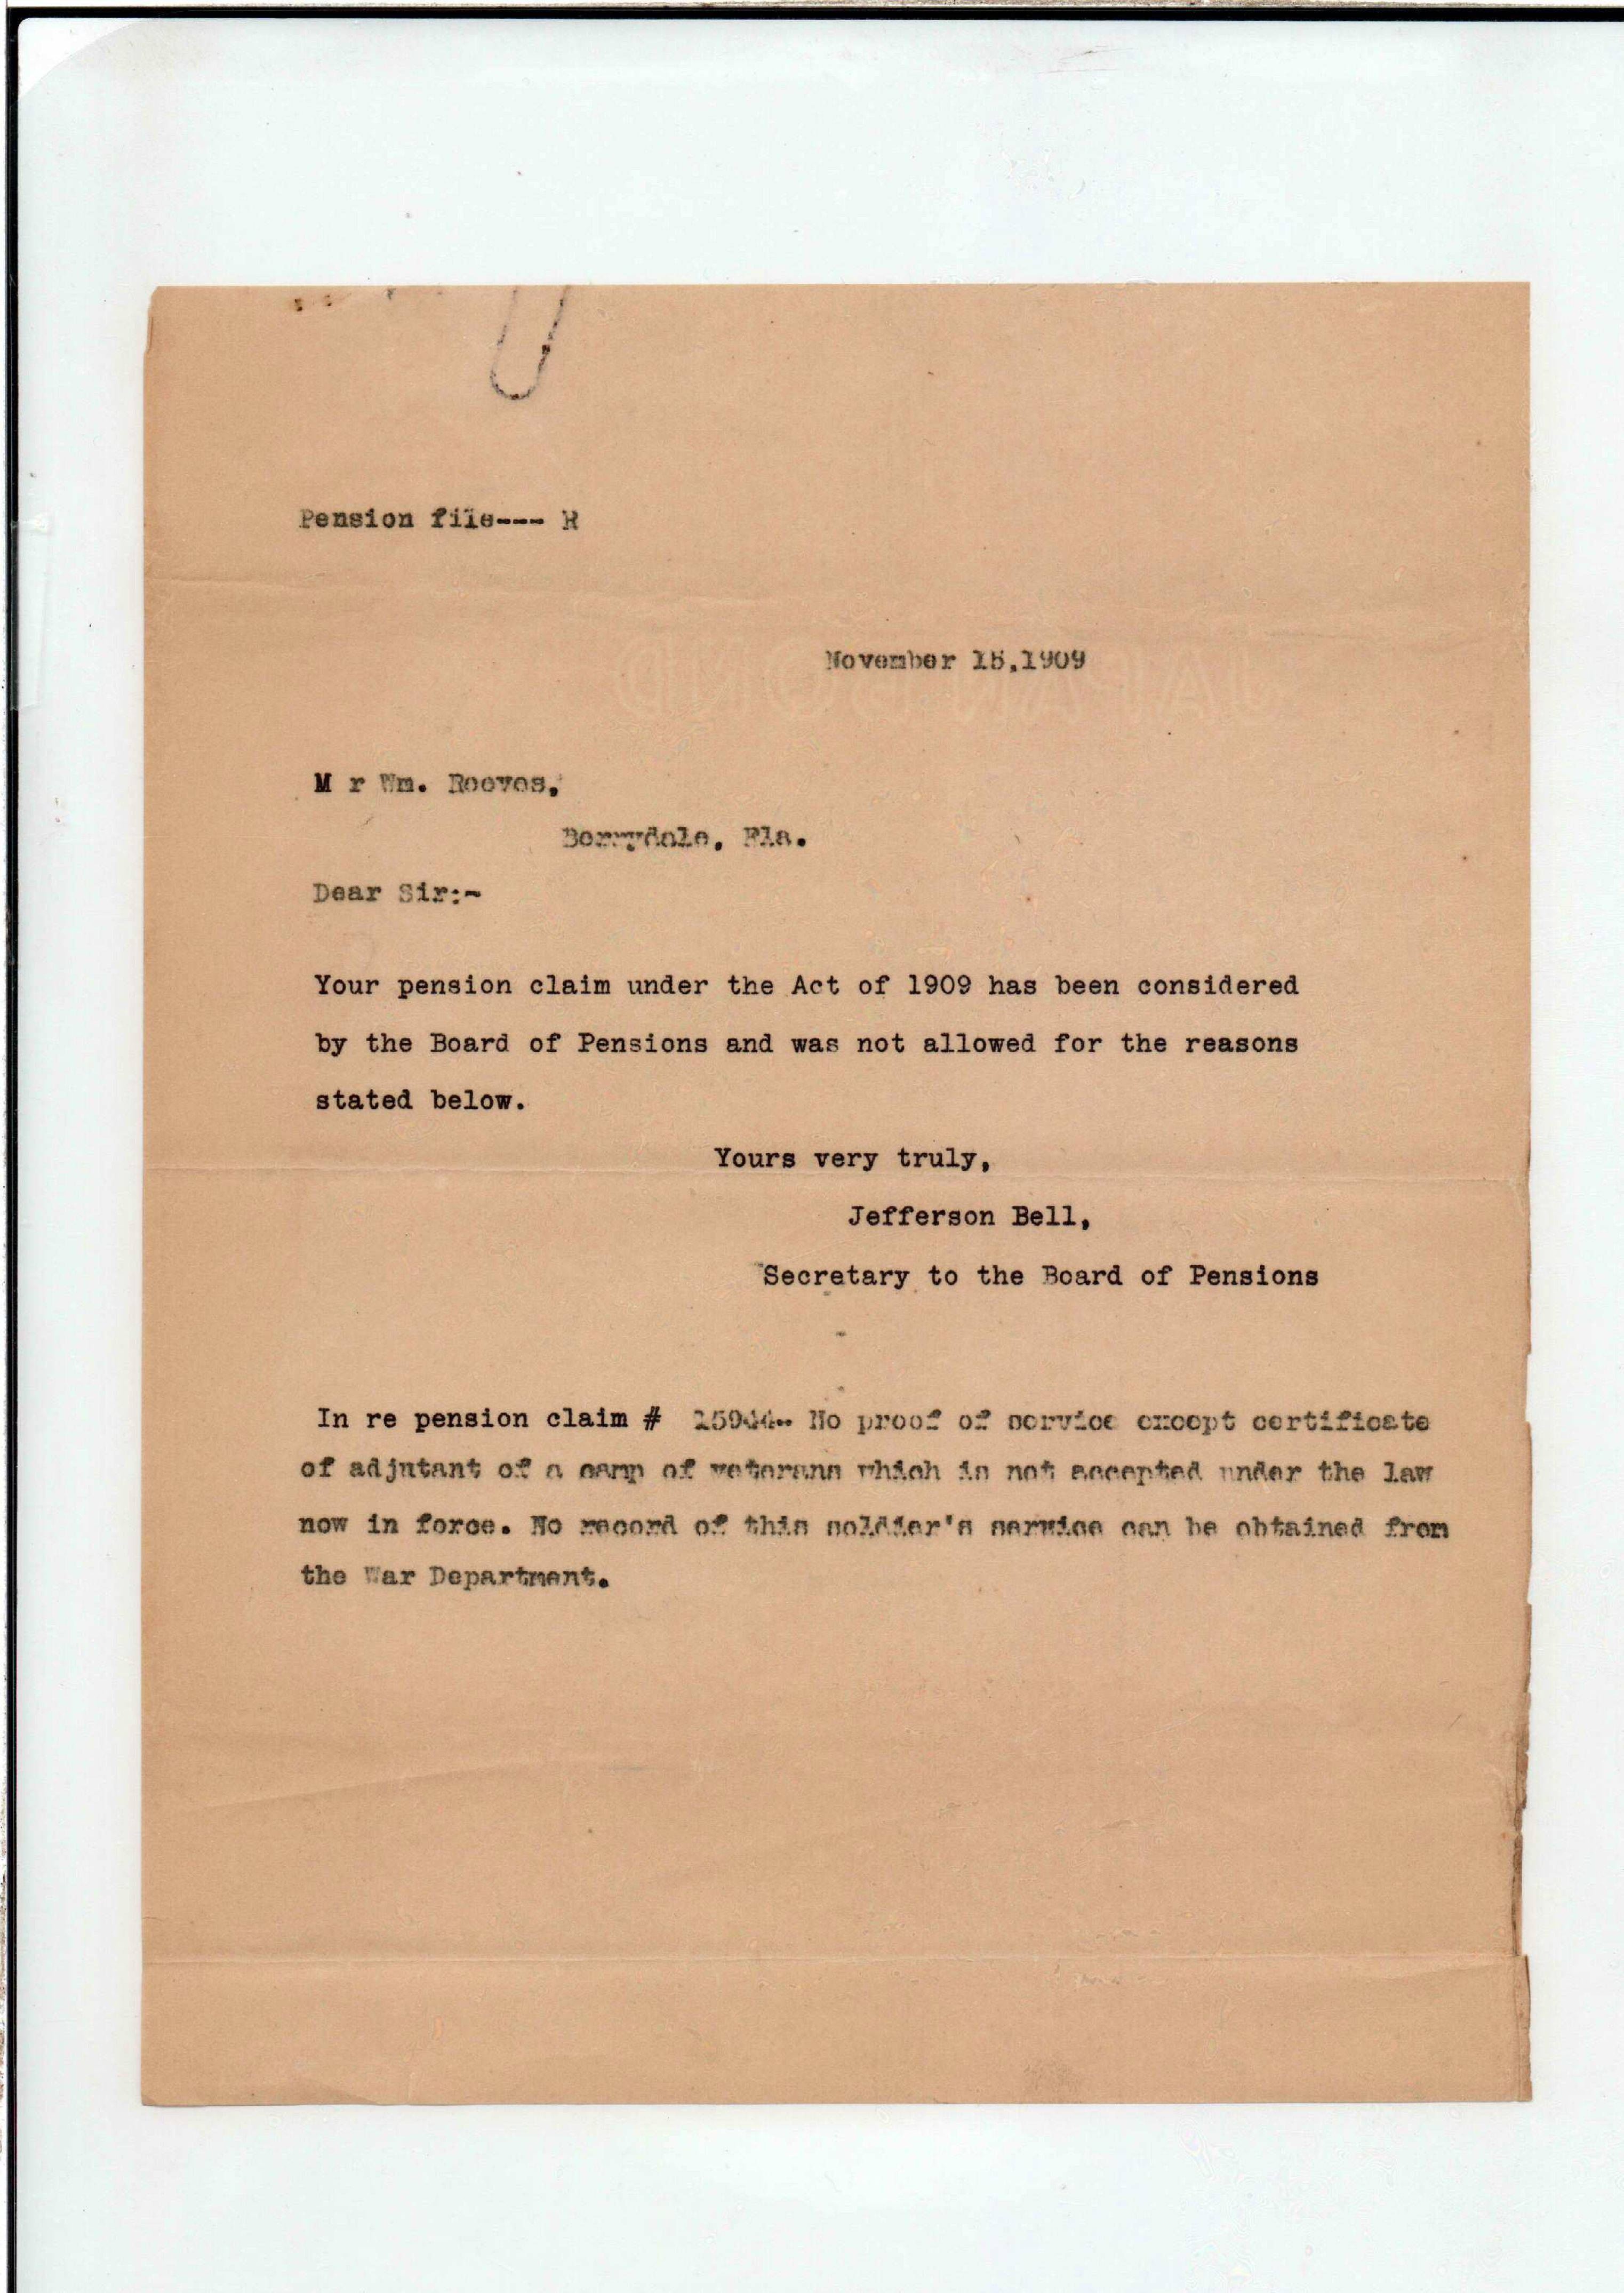 Pension file--- R
November 15,1909
M r Wm. Reeves,
Berrydale, Fla.
Dear Sir:-
Your pension claim under the Act of 1909 has been considered
by the Board of Pensions and was not allowed for the reasons
stated below.
Yours very truly,
Jefferson Bell,
Secretary to the Board of Pensions
In re pension claim # 15944-- No proof of service except certificate
of adjutant of a camp of veterans which is not accepted under the law
now in force. No record of this soldier's service can be obtained from
the War Department.